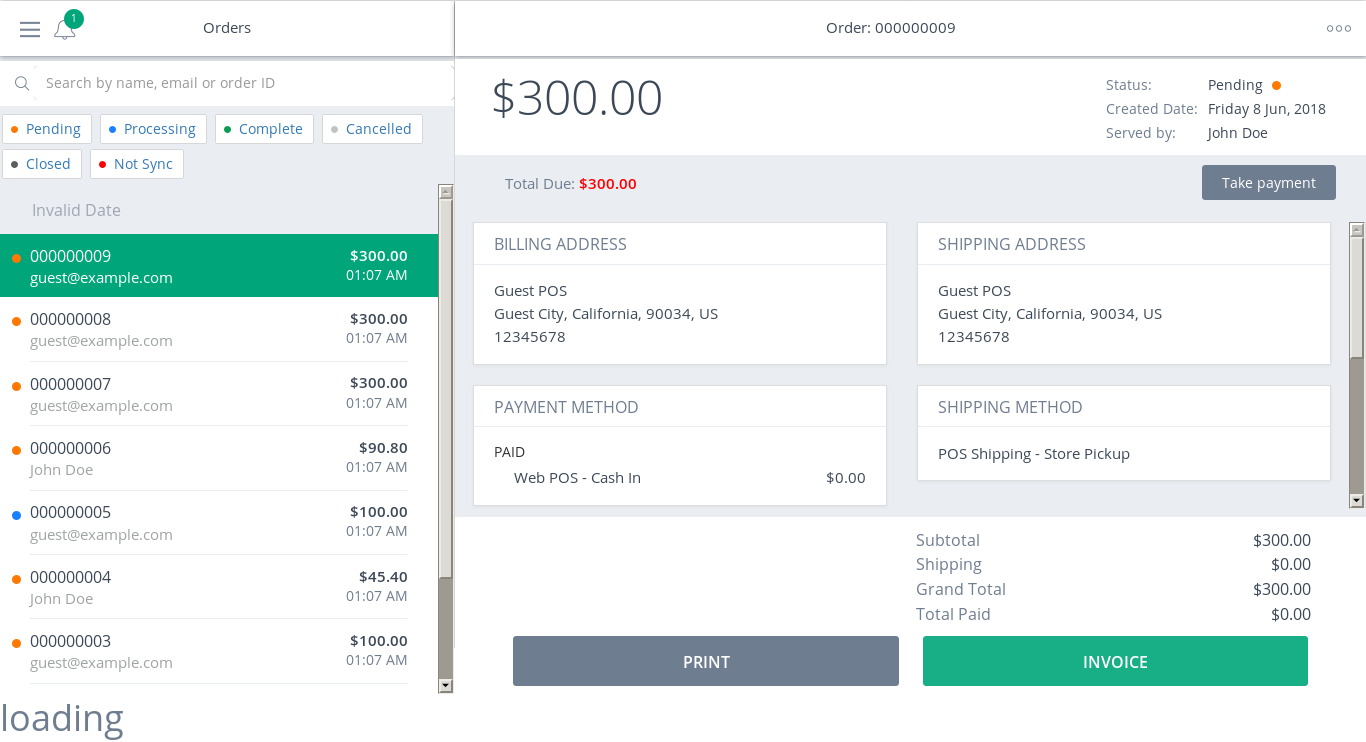 1
Orders
Search by name, email or order ID
Pending
Processing
Complete
Cancelled
Closed
Not Sync
Invalid Date
000000009 $300.00
guest@example.com 01:07 AM
000000008 $300.00
guest@example.com 01:07 AM
000000007 $300.00
guest@example.com 01:07 AM
000000006 $90.80
John Doe 01:07 AM
000000005 $100.00
guest@example.com 01:07 AM
000000004 $45.40
John Doe 01:07 AM
000000003 $100.00
guest@example.com 01:07 AM
loading
Order: 000000009
$300.00
Status: Pending
Created Date: Friday 8 Jun, 2018
Served by: John Doe
Total Due: $300.00
Take payment
BILLING ADDRESS
Guest POS
Guest City, California, 90034, US
12345678
SHIPPING ADDRESS
Guest POS
Guest City, California, 90034, US
12345678
PAYMENT METHOD
PAID
Web POS - Cash In $0.00
SHIPPING METHOD
POS Shipping - Store Pickup
Subtotal $300.00
Shipping $0.00
Grand Total $300.00
Total Paid $0.00
PRINT
INVOICE